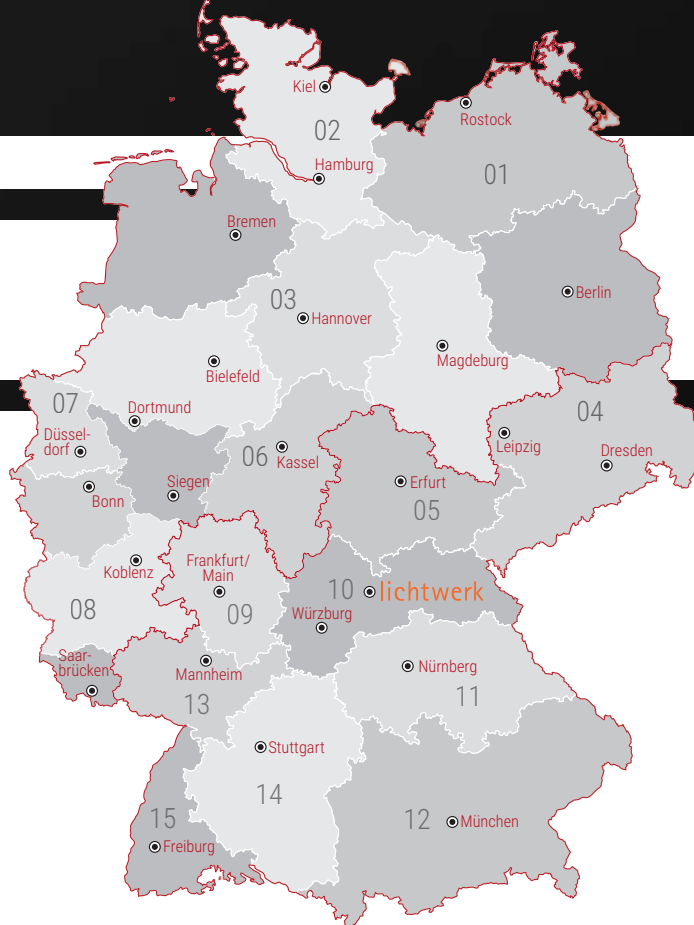 Kiel
02
Rostock
Hamburg
01
Bremen
Berlin
03
Hannover
Magdeburg
Bielefeld
07
Dortmund
04
Düssel-
dorf
Leipzig
06
Kassel
Dresden
Siegen
Erfurt
Bonn
05
Frankfurt/
Main
Koblenz
10
lichtwerk
08
09
Würzburg
Saar-
brücken
Mannheim
Nürnberg
13
11
Stuttgart
14
15
12
München
Freiburg